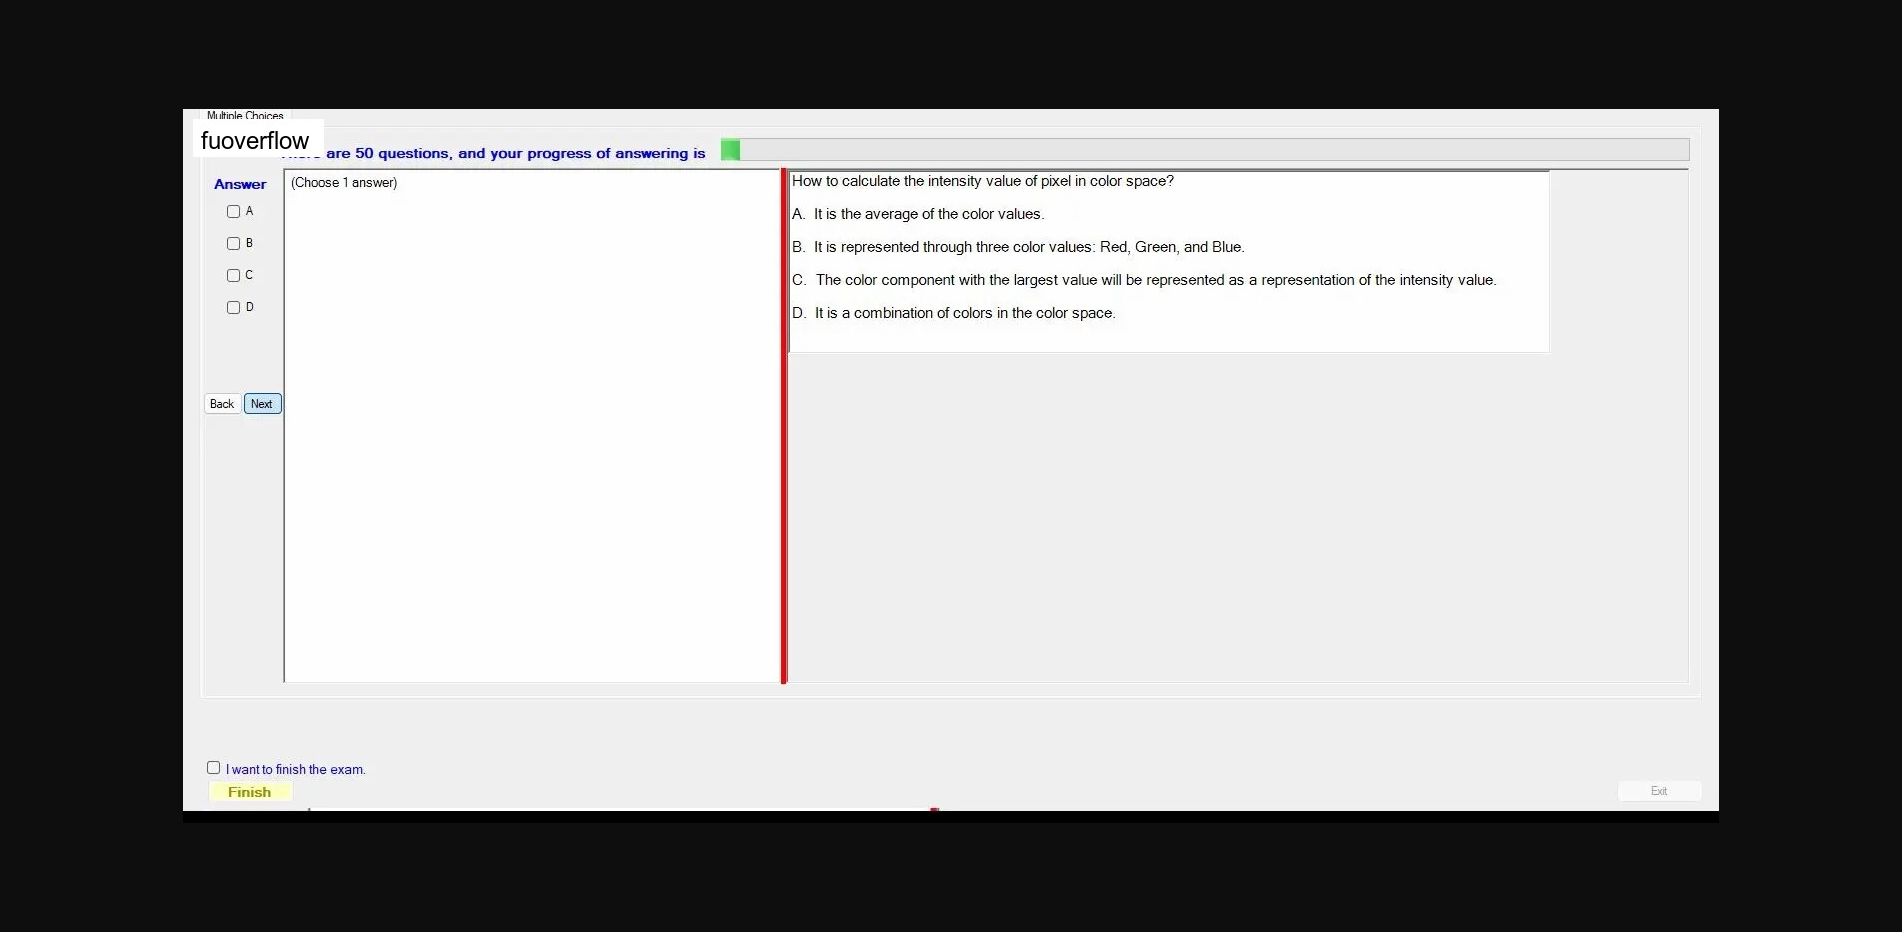 Multiple Choices
fuoverflow
are 50 questions, and your progress of answering is
Answer
(Choose 1 answer)
A
B
C
D
Back
Next
How to calculate the intensity value of pixel in color space?
A. It is the average of the color values.
B. It is represented through three color values: Red, Green, and Blue.
C. The color component with the largest value will be represented as a representation of the intensity value.
D. It is a combination of colors in the color space.
I want to finish the exam.
Finish
Exit